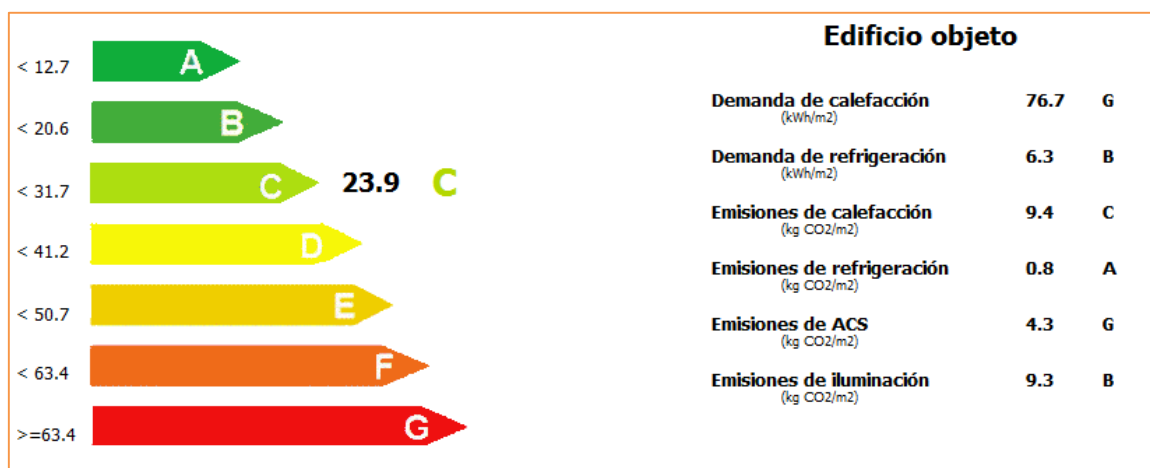 Edificio objeto
< 12.7 A
< 20.6 B
< 31.7 C 23.9 C
< 41.2 D
< 50.7 E
< 63.4 F
>=63.4 G
Demanda de calefacción 76.7 G
(kWh/m2)
Demanda de refrigeración 6.3 B
(kWh/m2)
Emisiones de calefacción 9.4 C
(kg CO2/m2)
Emisiones de refrigeración 0.8 A
(kg CO2/m2)
Emisiones de ACS 4.3 G
(kg CO2/m2)
Emisiones de iluminación 9.3 B
(kg CO2/m2)